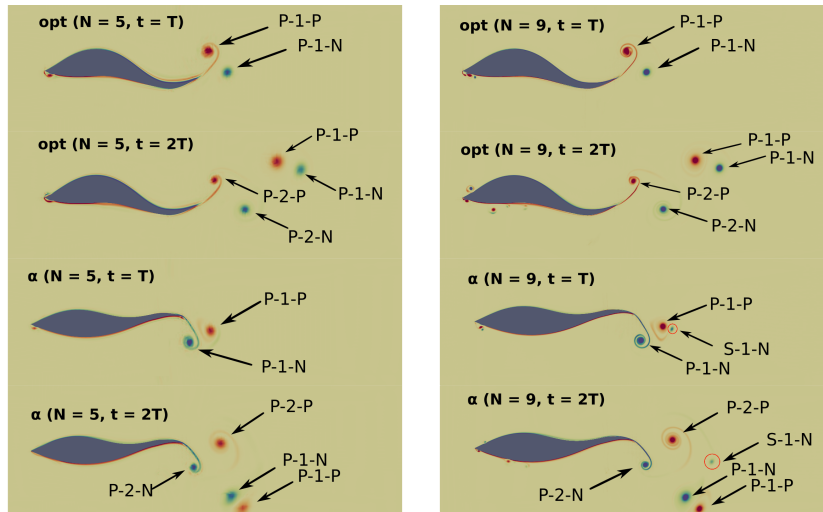 opt (N = 5, t = T)
P-1-P
P-1-N
opt (N = 5, t = 2T)
P-1-P
P-1-N
P-2-P
P-2-N
α (N = 5, t = T)
P-1-P
P-1-N
α (N = 5, t = 2T)
P-2-P
P-1-N
P-1-P
P-2-N
opt (N = 9, t = T)
P-1-P
P-1-N
opt (N = 9, t = 2T)
P-1-P
P-1-N
P-2-P
P-2-N
α (N = 9, t = T)
P-1-P
S-1-N
P-1-N
α (N = 9, t = 2T)
P-2-P
S-1-N
P-1-N
P-1-P
P-2-N